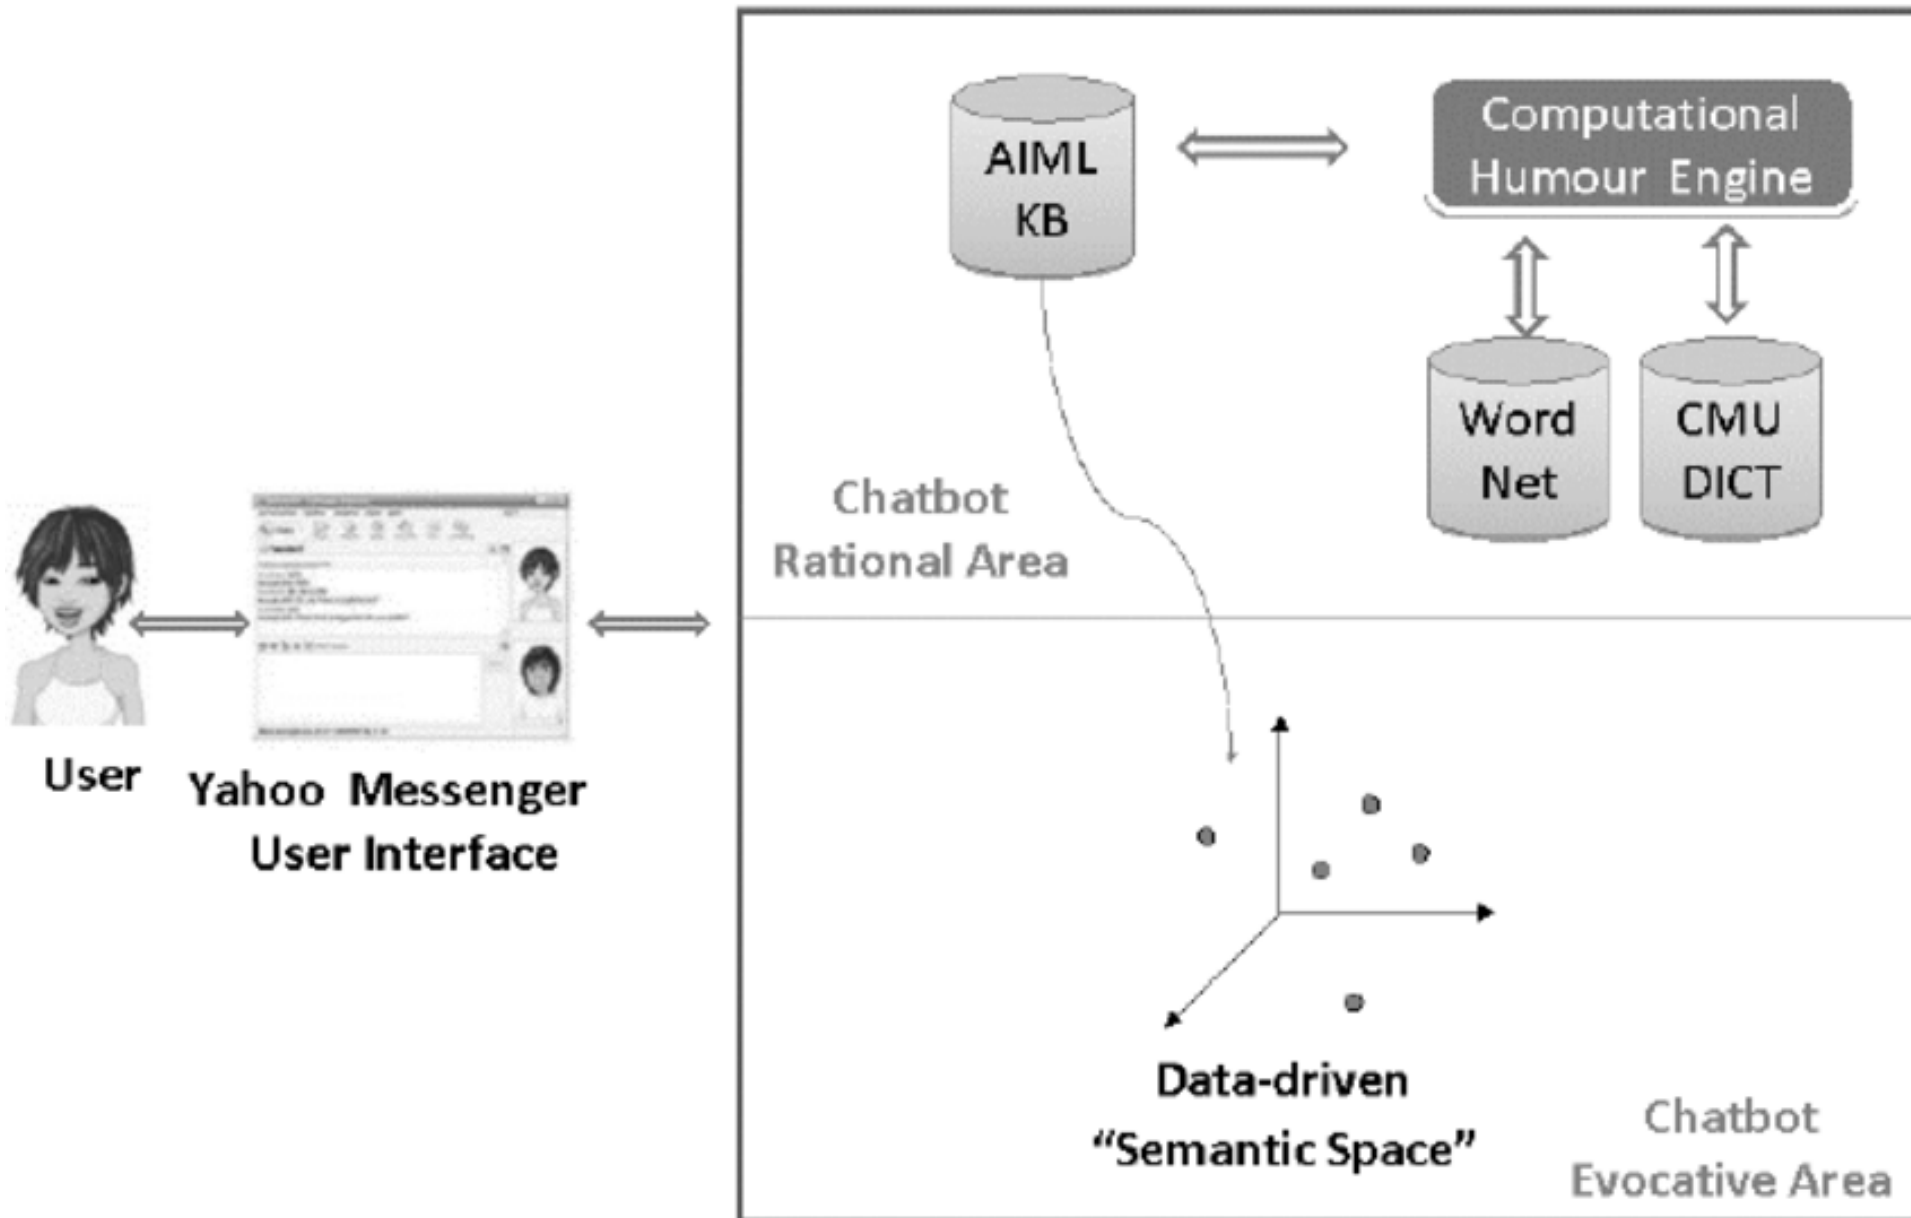 AIML
KB
Computational
Humour Engine
Word
Net
CMU
DICT
Chatbot
Rational Area
User
Yahoo Messenger
User Interface
Data-driven
“Semantic Space”
Chatbot
Evocative Area